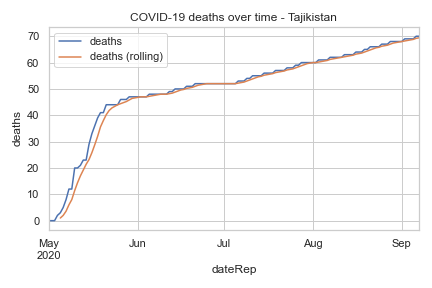 COVID-19 deaths over time - Tajikistan
deaths
deaths (rolling)
70
60
50
40
30
20
10
0
deaths
May
2020
Jun
Jul
Aug
Sep
dateRep